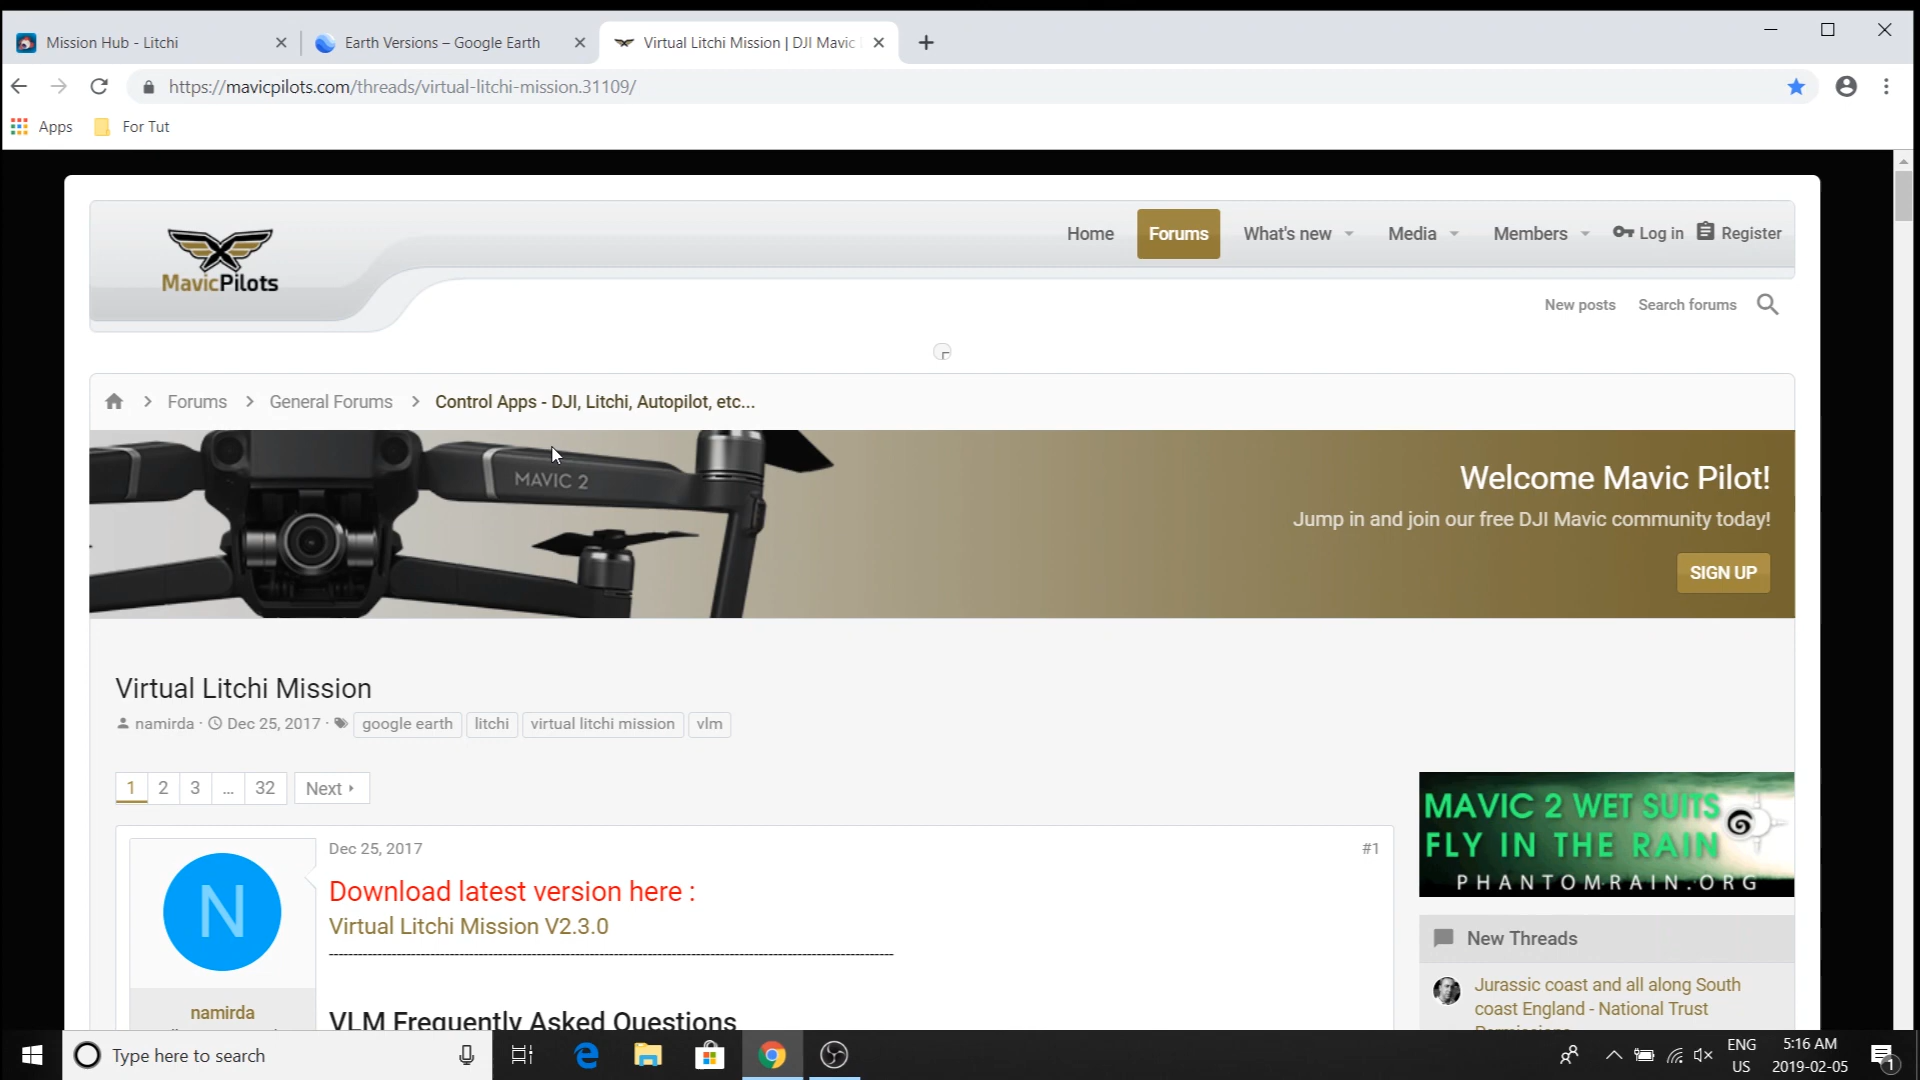 Mission Hub - Litchi
Earth Versions – Google Earth
Virtual Litchi Mission | DJI Mavic
https://mavicpilots.com/threads/virtual-litchi-mission.31109/
Apps
For Tut
MavicPilots
Home
Forums
What's new
Media
Members
Log in
Register
New posts
Search forums
Forums
General Forums
Control Apps - DJI, Litchi, Autopilot, etc...
MAVIC 2
Welcome Mavic Pilot!
Jump in and join our free DJI Mavic community today!
SIGN UP
Virtual Litchi Mission
namirda · Dec 25, 2017 · google earth litchi virtual litchi mission vlm
1 2 3 ... 32 Next
Dec 25, 2017 #1
Download latest version here :
Virtual Litchi Mission V2.3.0
VLM Frequently Asked Questions
N
namirda
MAVIC 2 WET SUITS
FLY IN THE RAIN
PHANTOMRAIN.ORG
New Threads
Jurassic coast and all along South
coast England - National Trust
Type here to search
ENG
US
5:16 AM
2019-02-05
1